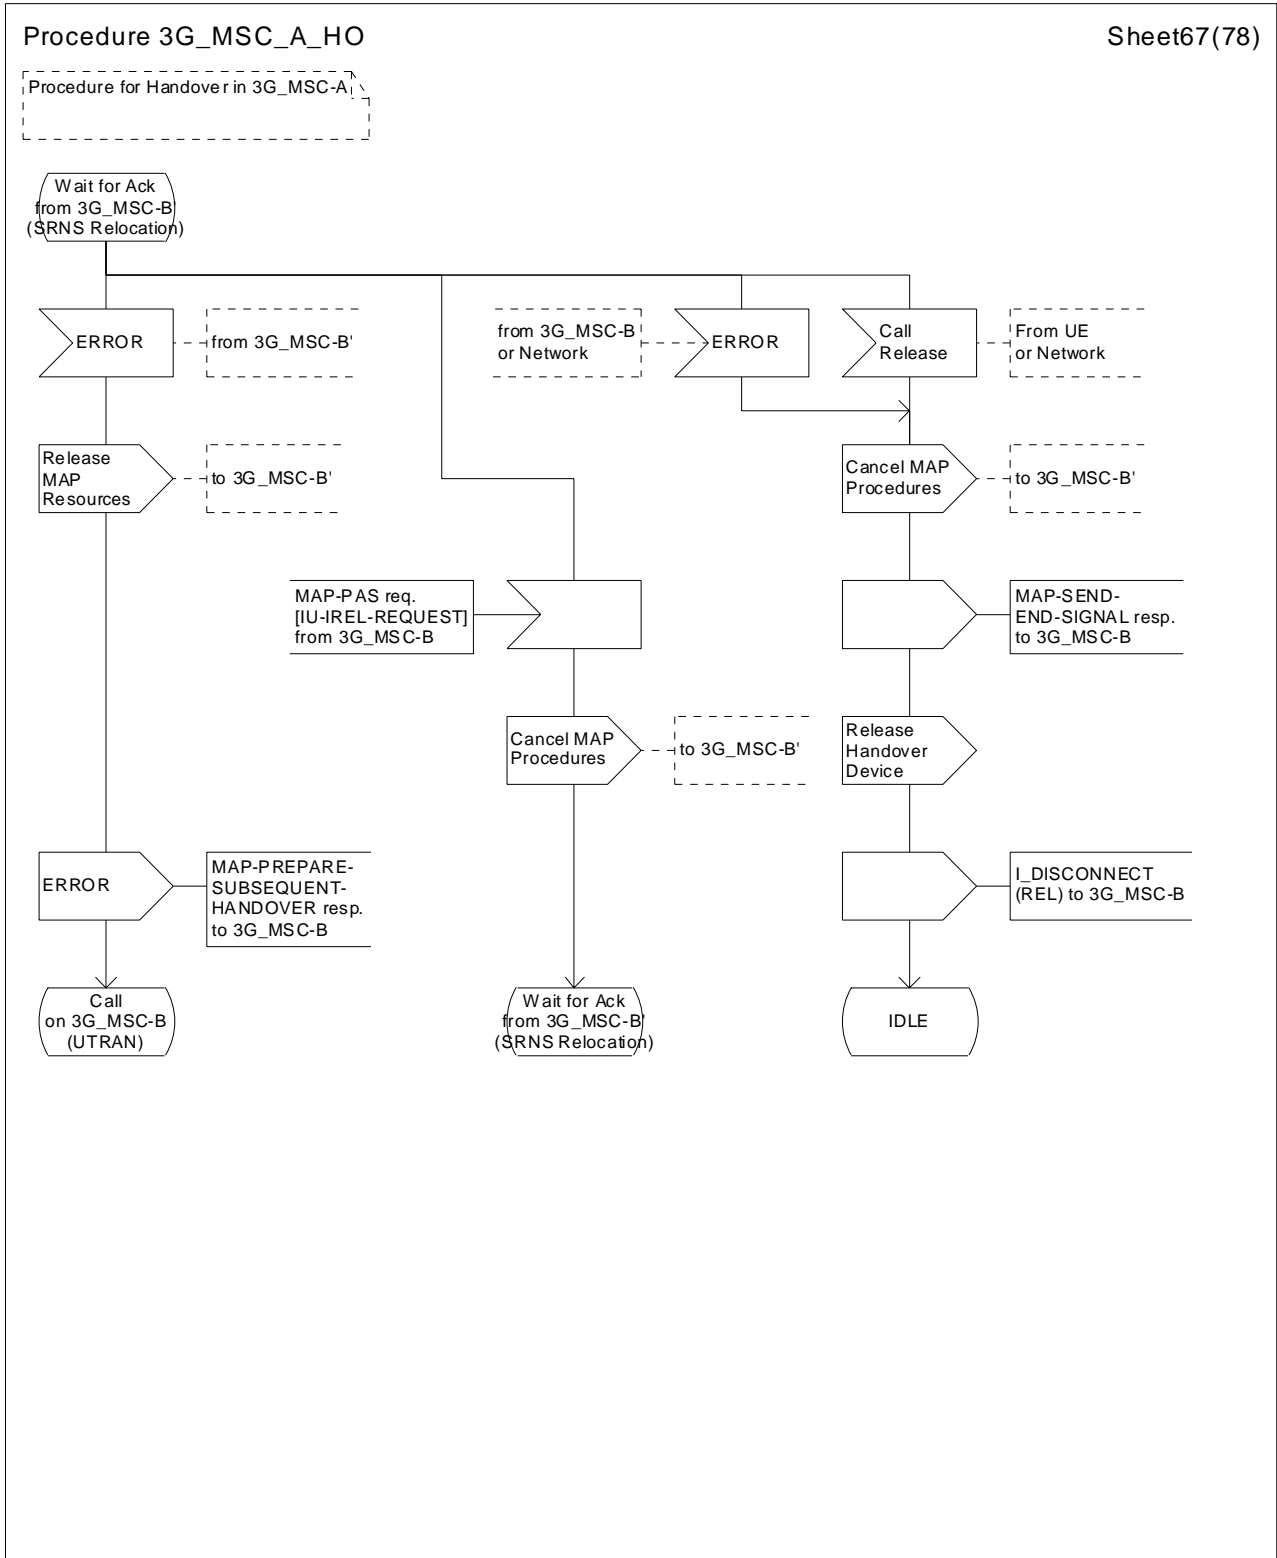 Procedure 3G_MSC_A_HO
Sheet67(78)
Procedure for Handover in 3G_MSC-A
Wait for Ack
from 3G_MSC-B'
(SRNS Relocation)
ERROR
from 3G_MSC-B'
from 3G_MSC-B
or Network
ERROR
Call
Release
From UE
or Network
Release
MAP
Resources
to 3G_MSC-B'
Cancel MAP
Procedures
to 3G_MSC-B'
MAP-PAS req.
[IU-IREL-REQUEST]
from 3G_MSC-B
MAP-SEND-
END-SIGNAL resp.
to 3G_MSC-B
Cancel MAP
Procedures
to 3G_MSC-B'
Release
Handover
Device
ERROR
MAP-PREPARE-
SUBSEQUENT-
HANDOVER resp.
to 3G_MSC-B
I_DISCONNECT
(REL) to 3G_MSC-B
Call
on 3G_MSC-B
(UTRAN)
Wait for Ack
from 3G_MSC-B'
(SRNS Relocation)
IDLE